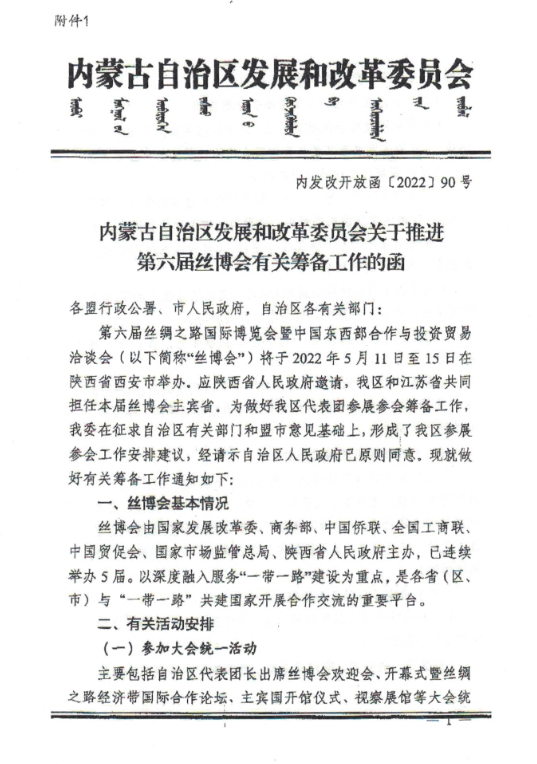 附件1
内蒙古自治区发展和改革委员会
内发改开放函〔2022〕90号
内蒙古自治区发展和改革委员会关于推进
第六届丝博会有关筹备工作的函
各盟行政公署、市人民政府，自治区各有关部门：
第六届丝绸之路国际博览会暨中国东西部合作与投资贸易
洽谈会（以下简称“丝博会”）将于2022年5月11日至15日在
陕西省西安市举办。应陕西省人民政府邀请，我区和江苏省共同
担任本届丝博会主宾省。为做好我区代表团参展参会筹备工作，
我委在征求自治区有关部门和盟市意见基础上，形成了我区参展
参会工作安排建议，经请示自治区人民政府已原则同意。现就做
好有关筹备工作通知如下：
一、丝博会基本情况
丝博会由国家发展改革委、商务部、中国侨联、全国工商联、
中国贸促会、国家市场监管总局、陕西省人民政府主办，已连续
举办5届。以深度融入服务“一带一路”建设为重点，是各省（区、
市）与“一带一路”共建国家开展合作交流的重要平台。
二、有关活动安排
（一）参加大会统一活动
主要包括自治区代表团长出席丝博会欢迎会、开幕式暨丝绸
之路经济带国际合作论坛、主宾国开馆仪式、视察展馆等大会统
— 1 —